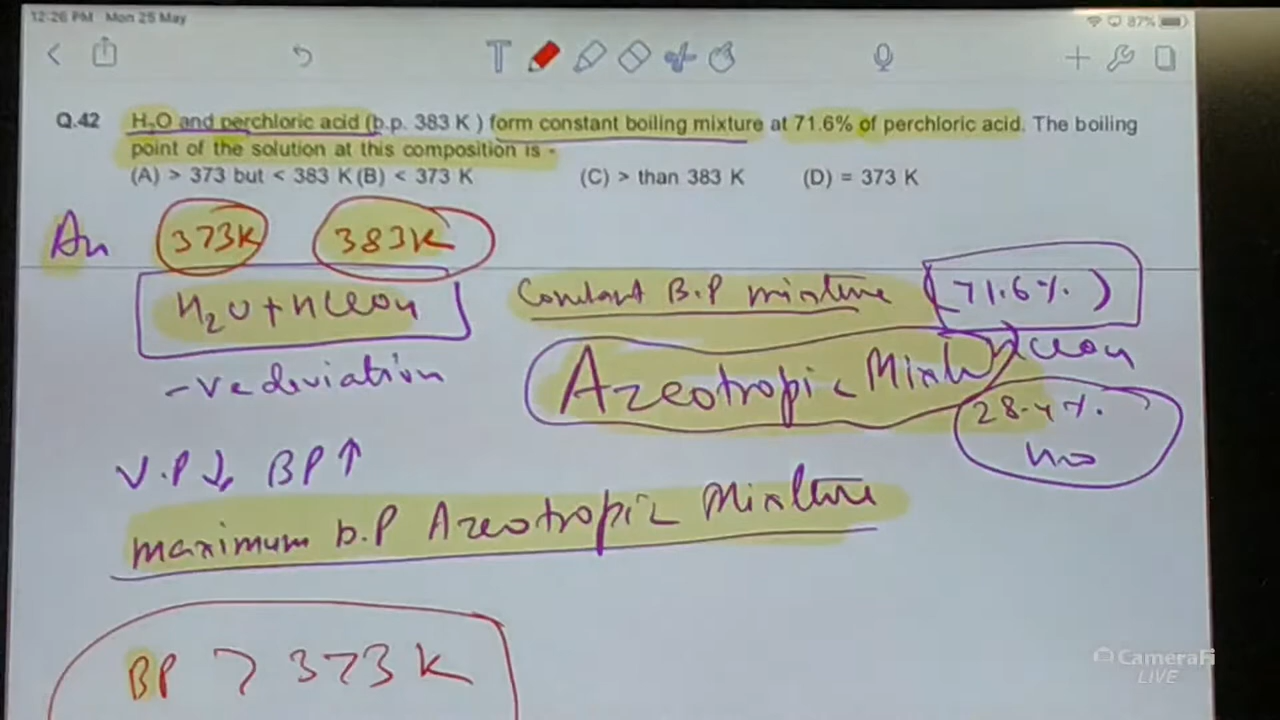 12:26 PM Mon 25 May
87%
T
Q.42 H2O and perchloric acid (b.p. 383 K ) form constant boiling mixture at 71.6% of perchloric acid. The boiling
point of the solution at this composition is -
(A) > 373 but < 383 K (B) < 373 K (C) > than 383 K (D) = 373 K
An 373K 383K
H2O + HClO4 Constant B.P mixture (71.6%)
Azeotropic Mixture HClO4
-ve deviation 28.4%
V.P↓ BP↑ H2O
maximum b.P Azeotropic Mixture
BP > 373 K
CameraFi
LIVE